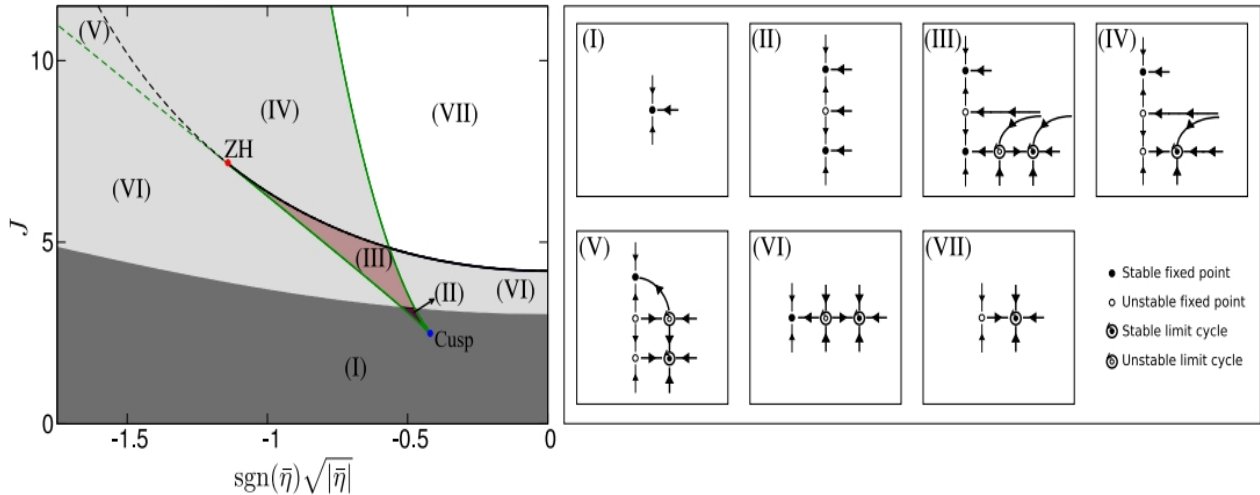 (V)
10
(IV)
(VII)
ZH
(VI)
J
5
(III)
(VI)
(II)
Cusp
(I)
0
-1.5
-1
-0.5
0
sgn(η̄)√|η̄|
(I)
(II)
(III)
(IV)
(V)
(VI)
(VII)
Stable fixed point
Unstable fixed point
Stable limit cycle
Unstable limit cycle